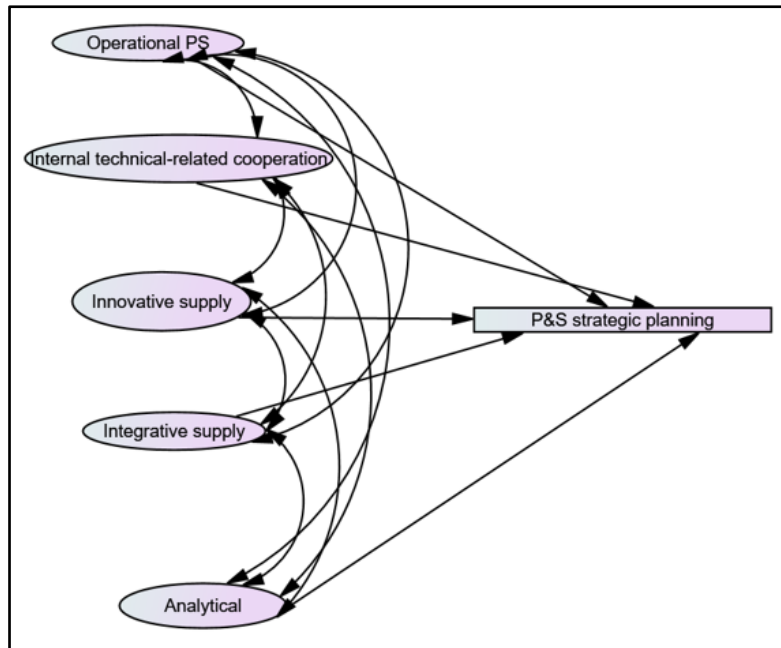 Operational PS
Internal technical-related cooperation
Innovative supply
P&S strategic planning
Integrative supply
Analytical